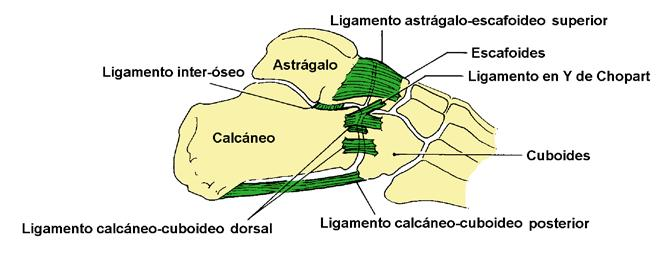 Ligamento astrágalo-escafoideo superior
Escafoides
Astrágalo
Ligamento inter-óseo
Ligamento en Y de Chopart
Calcáneo
Cuboides
Ligamento calcáneo-cuboideo dorsal
Ligamento calcáneo-cuboideo posterior